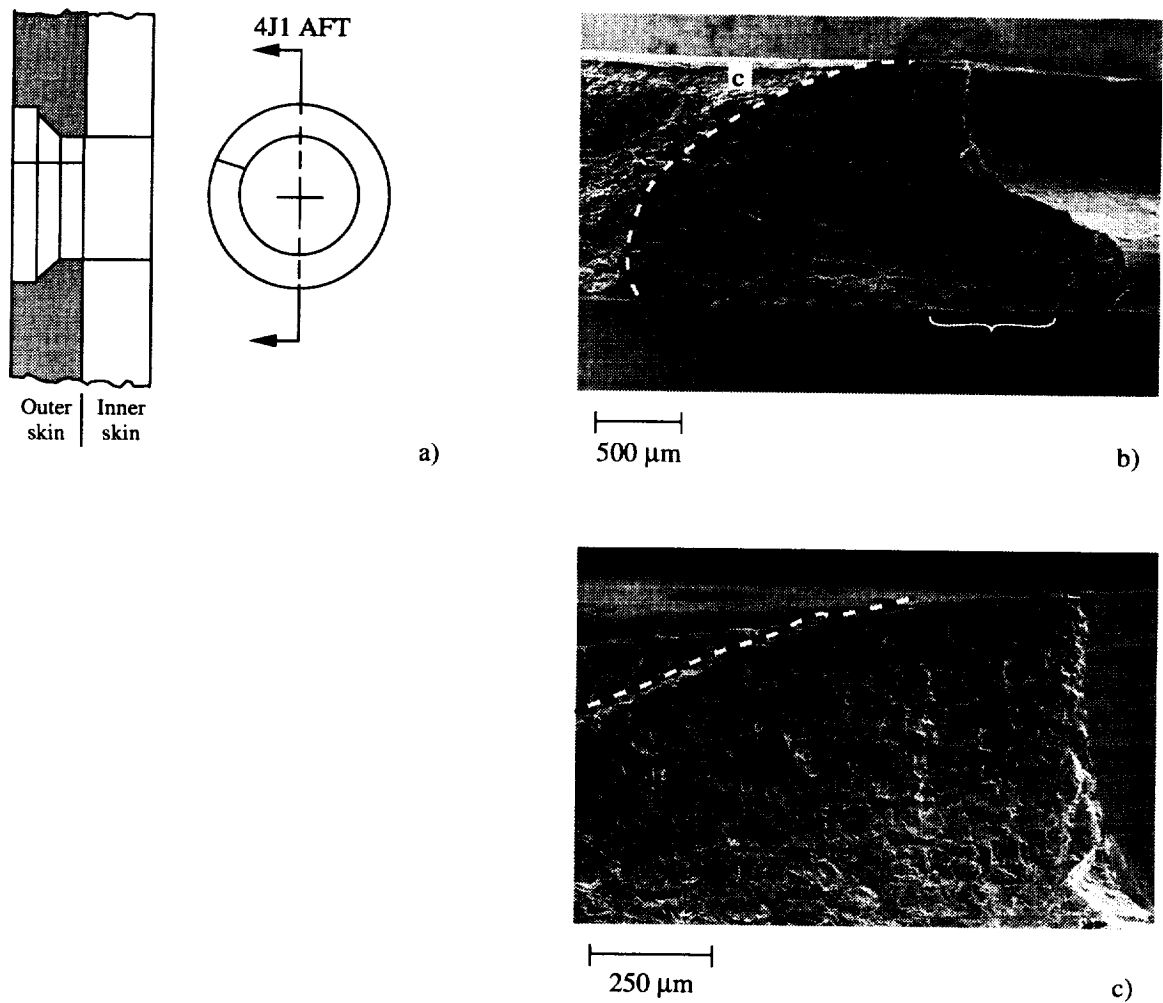 4J1 AFT
Outer skin
Inner skin
a)
c
500 µm
b)
250 µm
c)